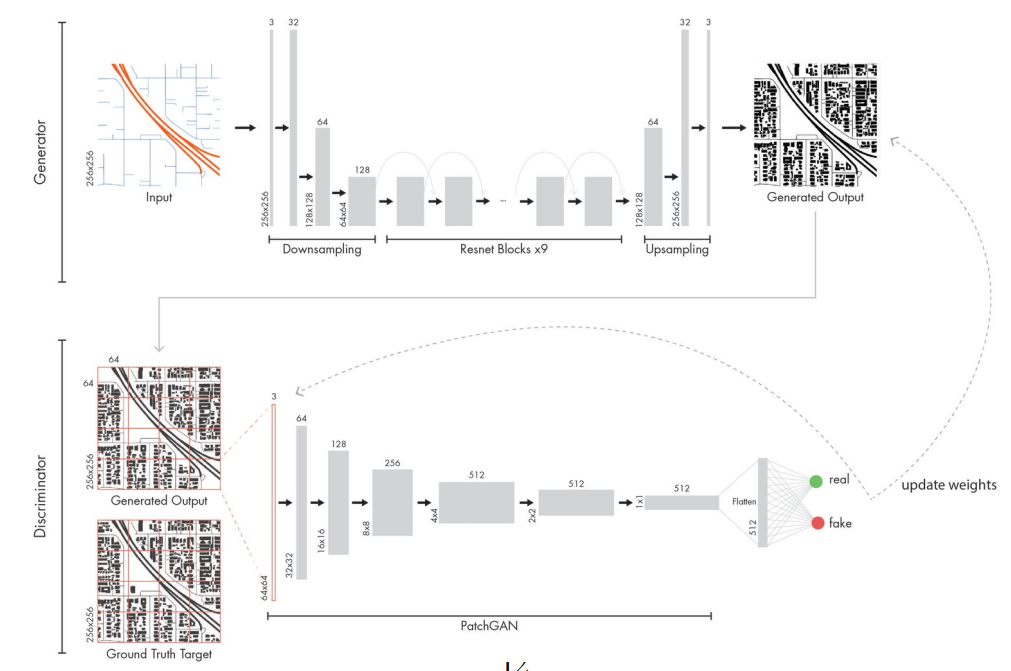 Generator
256x256
Input
3
32
64
128
256x256
128x128
64x64
Downsampling
...
Resnet Blocks x9
64
32
3
128x128
256x256
Upsampling
Generated Output
Discriminator
64
64
256x256
Generated Output
256x256
Ground Truth Target
3
64
128
256
512
512
512
64x64
32x32
16x16
8x8
4x4
2x2
1x1
PatchGAN
Flatten
512
real
fake
update weights